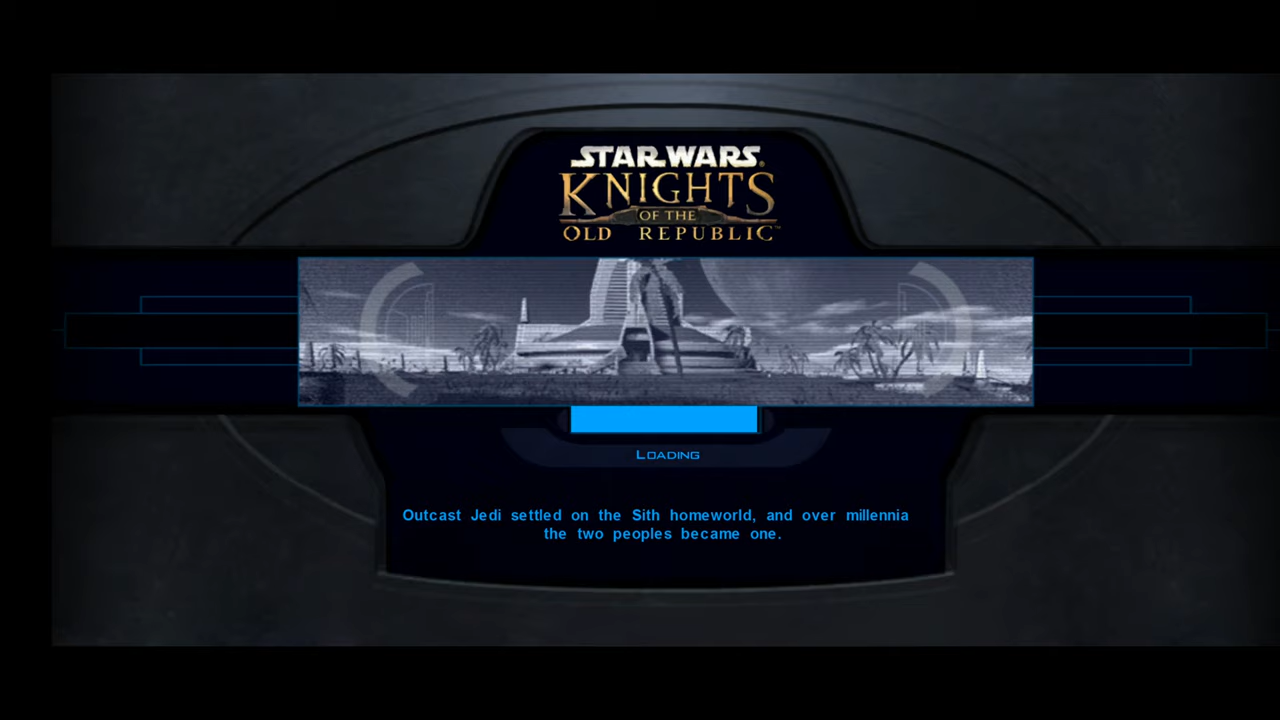 STAR WARS
KNIGHTS
OF THE
OLD REPUBLIC™
LOADING
Outcast Jedi settled on the Sith homeworld, and over millennia
the two peoples became one.